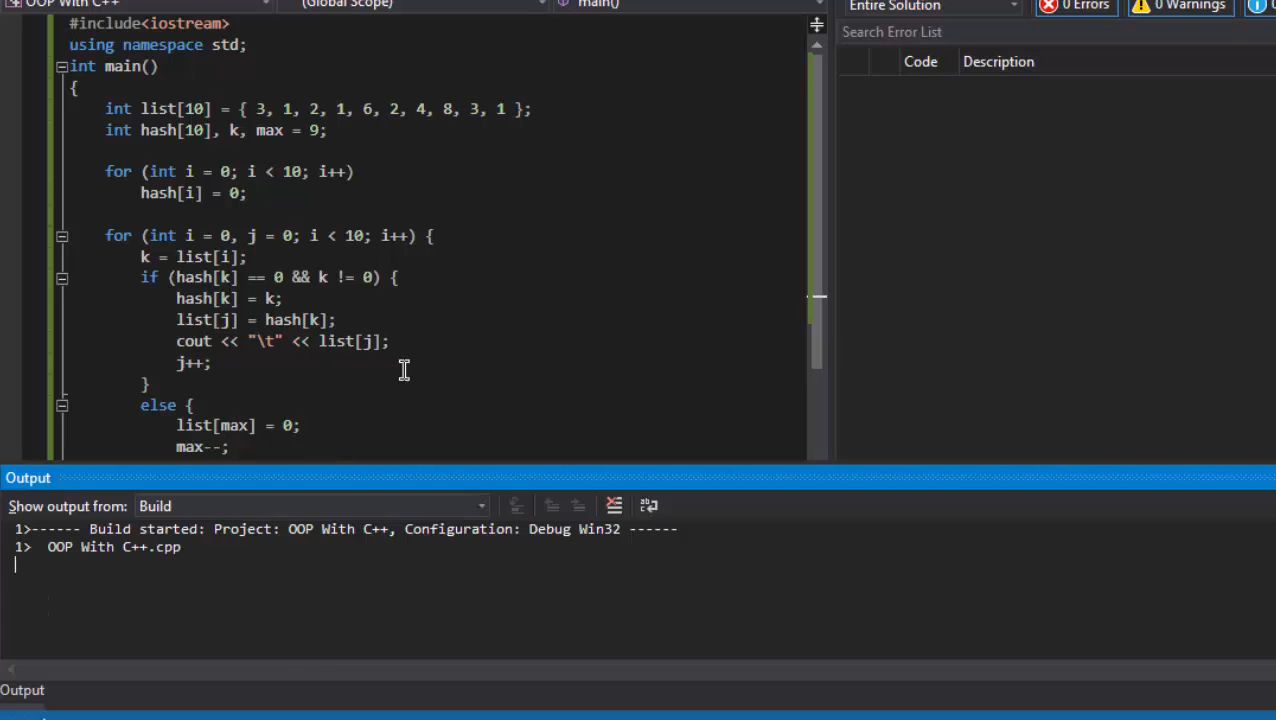 OOP With C++ (Global Scope) main()
Entire Solution 0 Errors 0 Warnings
Search Error List
Code Description
#include<iostream>
using namespace std;
int main()
{
int list[10] = { 3, 1, 2, 1, 6, 2, 4, 8, 3, 1 };
int hash[10], k, max = 9;
for (int i = 0; i < 10; i++)
hash[i] = 0;
for (int i = 0, j = 0; i < 10; i++) {
k = list[i];
if (hash[k] == 0 && k != 0) {
hash[k] = k;
list[j] = hash[k];
cout << "\t" << list[j];
j++;
}
else {
list[max] = 0;
max--;
Output
Show output from: Build
1>------ Build started: Project: OOP With C++, Configuration: Debug Win32 ------
1> OOP With C++.cpp
Output